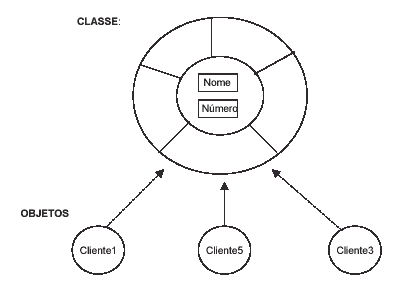 CLASSE:
Nome
Número
OBJETOS
Cliente1
Cliente5
Cliente3